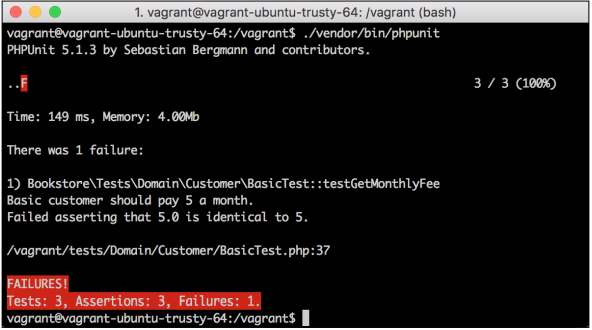 1. vagrant@vagrant-ubuntu-trusty-64: /vagrant (bash)
vagrant@vagrant-ubuntu-trusty-64:/vagrant$ ./vendor/bin/phpunit
PHPUnit 5.1.3 by Sebastian Bergmann and contributors.
..F 3 / 3 (100%)
Time: 149 ms, Memory: 4.00Mb
There was 1 failure:
1) Bookstore\Tests\Domain\Customer\BasicTest::testGetMonthlyFee
Basic customer should pay 5 a month.
Failed asserting that 5.0 is identical to 5.
/vagrant/tests/Domain/Customer/BasicTest.php:37
FAILURES!
Tests: 3, Assertions: 3, Failures: 1.
vagrant@vagrant-ubuntu-trusty-64:/vagrant$